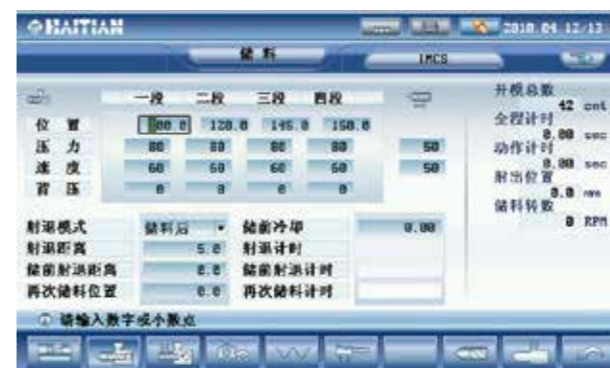 HAITIAN
2010 04 12/13
储料
IMCS
一段 二段 三段 四段
位置 00.0 120.0 145.0 150.0
压力 80 80 80 80 50
速度 60 60 60 60 50
背压 0 0 0 0
射退模式 储料后 储前冷却 0.00
射退距离 5.0 射退计时
储前射退距离 0.0 储前射退计时
再次储料位置 0.0 再次储料计时
开模总数
42 cnt
全程计时
0.00 sec
动作计时
0.00 sec
射出位置
0.0 mm
储料转数
0 RPM
请输入数字或小数点